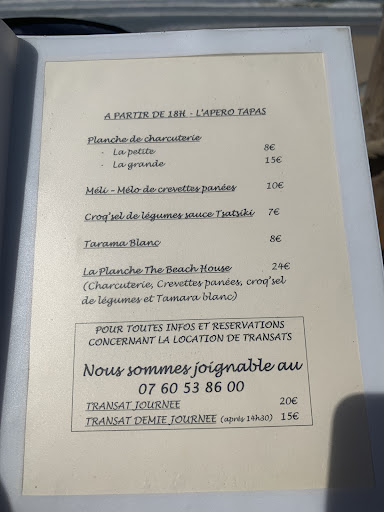 A PARTIR DE 18H - L'APERO TAPAS
Planche de charcuterie
- La petite 8€
- La grande 15€
Méli - Mélo de crevettes panées 10€
Croq'sel de légumes sauce Tsatsiki 7€
Tarama Blanc 8€
La Planche The Beach House 24€
(Charcuterie, Crevettes panées, croq'sel
de légumes et Tamara blanc)
POUR TOUTES INFOS ET RESERVATIONS
CONCERNANT LA LOCATION DE TRANSATS
Nous sommes joignable au
07 60 53 86 00
TRANSAT JOURNEE 20€
TRANSAT DEMIE JOURNEE (après 14h30) 15€